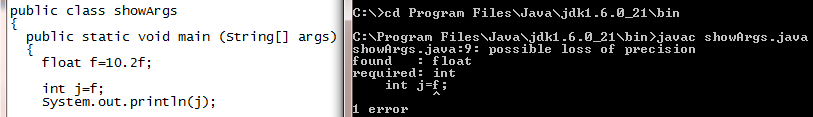 public class showArgs
{
public static void main (String[] args)
{
float f=10.2f;
int j=f;
System.out.println(j);
C:\>cd Program Files\Java\jdk1.6.0_21\bin
C:\Program Files\Java\jdk1.6.0_21\bin>javac showArgs.java
showArgs.java:9: possible loss of precision
found   : float
required: int
int j=f;
^
1 error